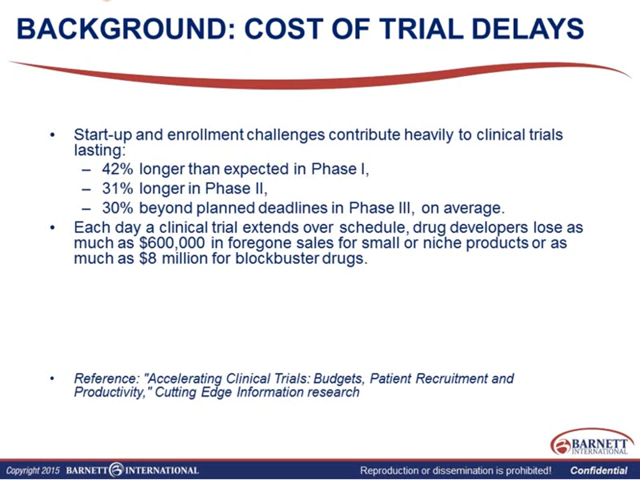 BACKGROUND: COST OF TRIAL DELAYS
• Start-up and enrollment challenges contribute heavily to clinical trials
lasting:
– 42% longer than expected in Phase I,
– 31% longer in Phase II,
– 30% beyond planned deadlines in Phase III, on average.
• Each day a clinical trial extends over schedule, drug developers lose as
much as $600,000 in foregone sales for small or niche products or as
much as $8 million for blockbuster drugs.
• Reference: "Accelerating Clinical Trials: Budgets, Patient Recruitment and
Productivity," Cutting Edge Information research
BARNETT
INTERNATIONAL
Copyright 2015 BARNETT INTERNATIONAL Reproduction or dissemination is prohibited! Confidential